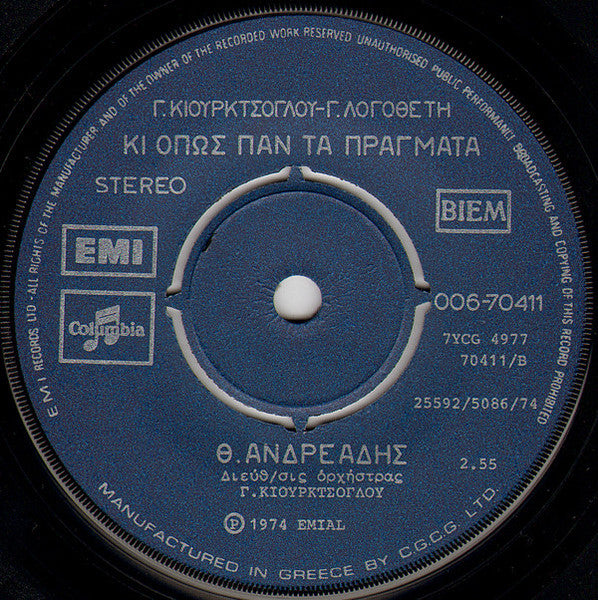 E M I RECORDS LTD - ALL RIGHTS OF THE MANUFACTURER AND OF THE OWNER OF THE RECORDED WORK RESERVED UNAUTHORISED PUBLIC PERFORMANCE BROADCASTING AND COPYING OF THIS RECORD PROHIBITED
Γ. ΚΙΟΥΡΚΤΣΟΓΛΟΥ-Γ. ΛΟΓΟΘΕΤΗ
ΚΙ ΟΠΩΣ ΠΑΝ ΤΑ ΠΡΑΓΜΑΤΑ
STEREO
BIEM
EMI
Columbia
006-70411
7YCG 4977
70411/B
25592/5086/74
Θ. ΑΝΔΡΕΑΔΗΣ
2.55
Διεύθ/σις ὀρχήστρας
Γ. ΚΙΟΥΡΚΤΣΟΓΛΟΥ
Ⓟ 1974 EMIAL
MANUFACTURED IN GREECE BY C.G.C.G. LTD.